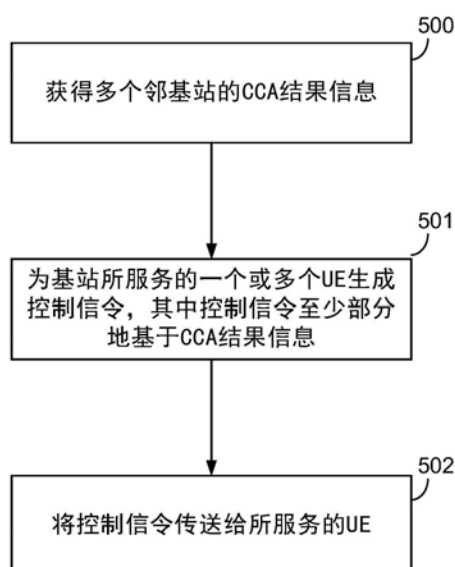 500
获得多个邻基站的CCA结果信息
501
为基站所服务的一个或多个UE生成
控制信令，其中控制信令至少部分
地基于CCA结果信息
502
将控制信令传送给所服务的UE